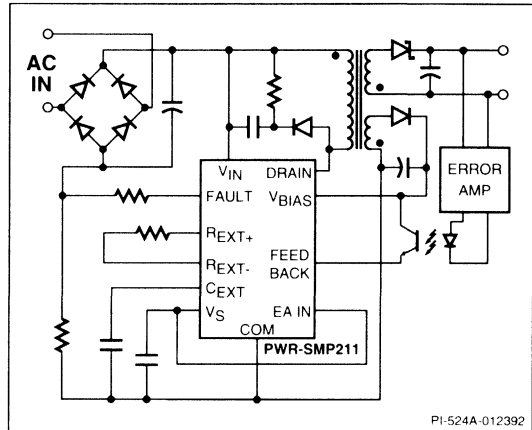 AC
IN
VIN
DRAIN
FAULT
VBIAS
REXT+
REXT-
FEED
BACK
CEXT
VS
EA IN
COM
PWR-SMP211
ERROR
AMP
PI-524A-012392